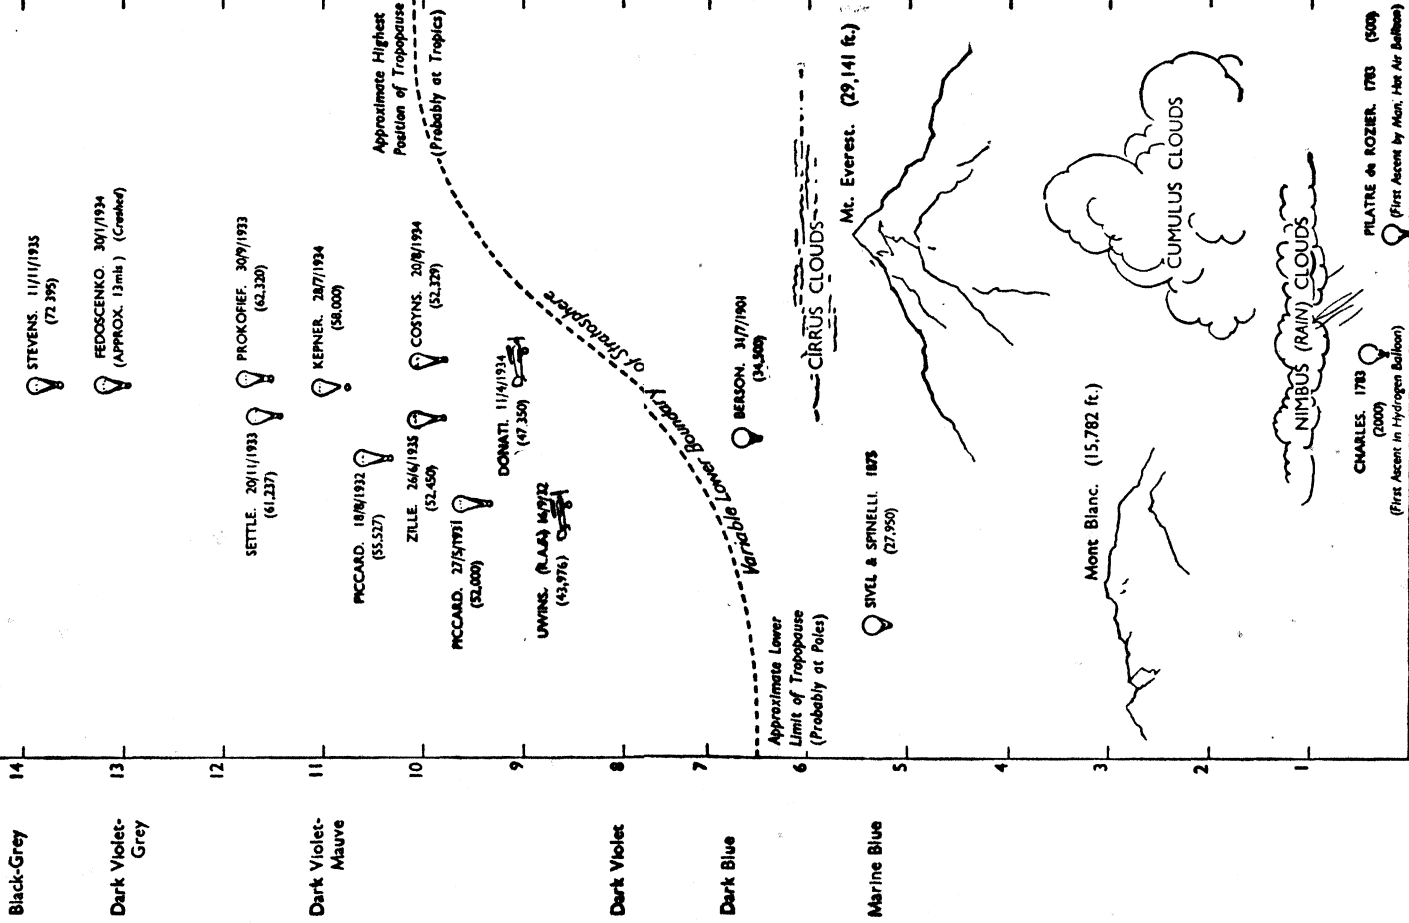 Black-Grey
Dark Violet-
Grey
Dark Violet-
Mauve
Dark Violet
Dark Blue
Marine Blue
14
13
12
11
10
9
8
7
6
5
4
3
2
1
STEVENS. 11/11/1935
(72 395)
FEDOSCENKO. 30/1/1934
(APPROX. 13mls) (Crashed)
PROKOFIEF. 30/9/1933
(62,320)
SETTLE. 20/11/1933
(61,237)
KEPNER. 28/7/1934
(58,000)
PICCARD. 18/8/1932
(55,527)
COSYNS. 20/8/1934
(52,329)
ZILLE. 26/6/1935
(52,450)
PICCARD. 27/5/1931
(52,000)
DONATI. 11/4/1934
(47,350)
UWINS. (R.A.F.) 16/9/32
(43,976)
Approximate Highest
Position of Tropopause
(Probably at Tropics)
Variable Lower Boundary
of Stratosphere
Approximate Lower
Limit of Tropopause
(Probably at Poles)
BERSON. 31/7/1901
(34,500)
CIRRUS CLOUDS
Mt. Everest. (29,141 ft.)
SIVEL & SPINELLI. 1875
(27,950)
CUMULUS CLOUDS
Mont Blanc. (15,782 ft.)
NIMBUS (RAIN) CLOUDS
CHARLES. 1783
(2000)
(First Ascent in Hydrogen Balloon)
PILATRE de ROZIER. 1783 (500)
(First Ascent by Man, Hot Air Balloon)